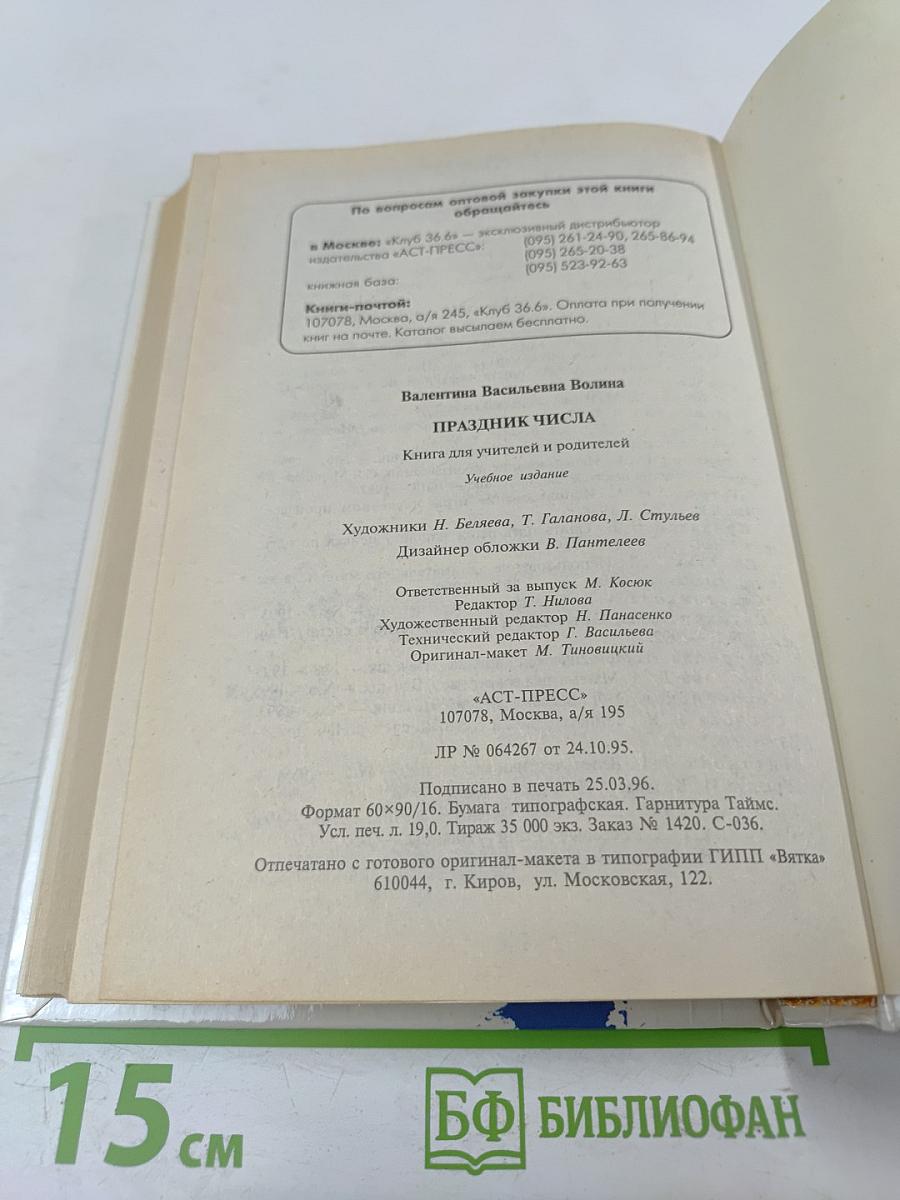 По вопросам оптовой закупки этой книги
обращайтесь
в Москве: «Клуб 36.6» — эксклюзивный дистрибьютор
издательства «АСТ-ПРЕСС»: (095) 261-24-90, 265-86-94
(095) 265-20-38
книжная база: (095) 523-92-63
Книги-почтой:
107078, Москва, а/я 245, «Клуб 36.6». Оплата при получении
книг на почте. Каталог высылаем бесплатно.
Валентина Васильевна Волина
ПРАЗДНИК ЧИСЛА
Книга для учителей и родителей
Учебное издание
Художники Н. Беляева, Т. Галанова, Л. Стульев
Дизайнер обложки В. Пантелеев
Ответственный за выпуск М. Косюк
Редактор Т. Нилова
Художественный редактор Н. Панасенко
Технический редактор Г. Васильева
Оригинал-макет М. Тиновицкий
«АСТ-ПРЕСС»
107078, Москва, а/я 195
ЛР № 064267 от 24.10.95.
Подписано в печать 25.03.96.
Формат 60×90/16. Бумага типографская. Гарнитура Таймс.
Усл. печ. л. 19,0. Тираж 35 000 экз. Заказ № 1420. С-036.
Отпечатано с готового оригинал-макета в типографии ГИПП «Вятка»
610044, г. Киров, ул. Московская, 122.
15 см
БФ БИБЛИОФАН